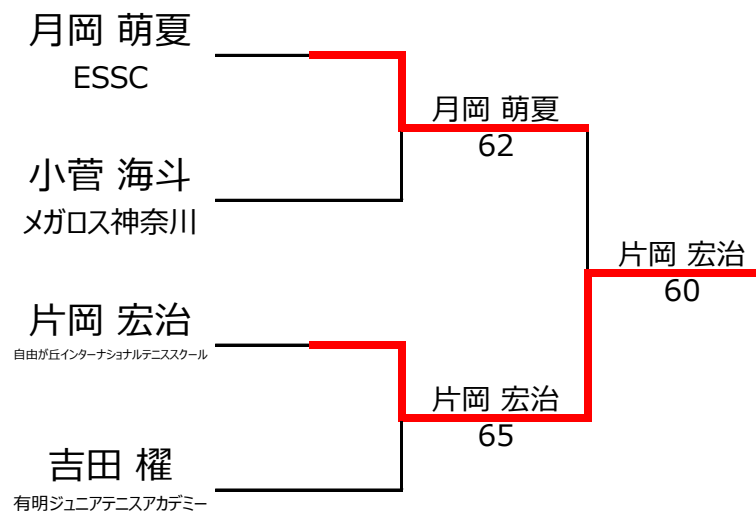 月岡 萌夏
ESSC
月岡 萌夏
62
小菅 海斗
メガロス神奈川
片岡 宏治
60
片岡 宏治
自由が丘インターナショナルテニススクール
片岡 宏治
65
吉田 櫂
有明ジュニアテニスアカデミー